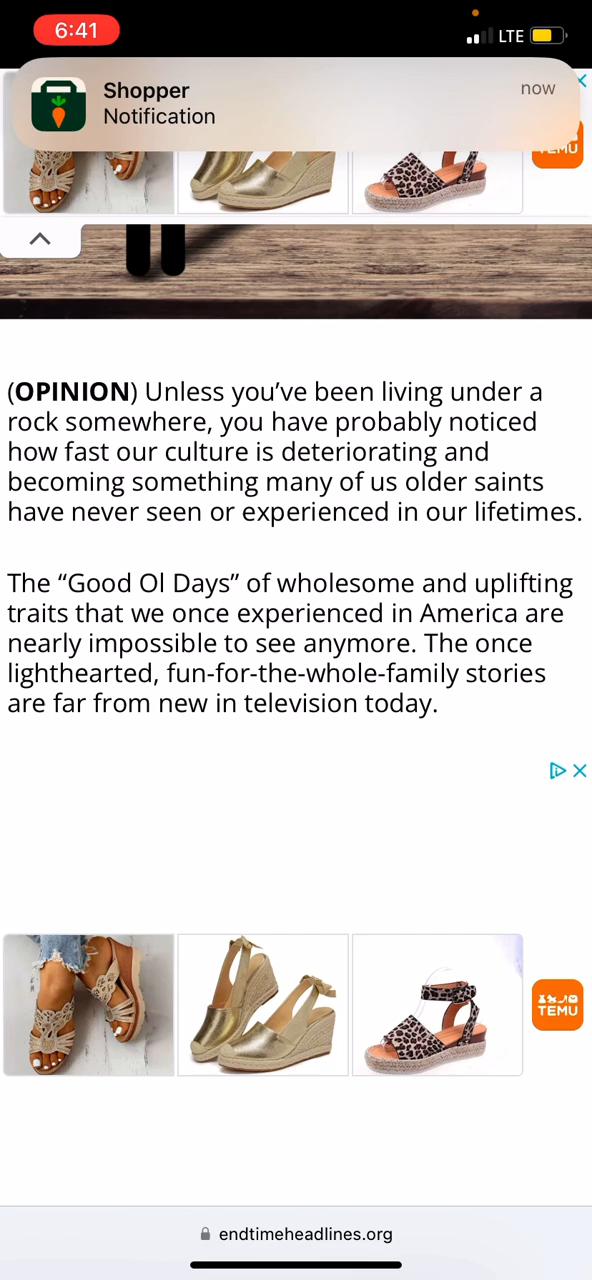 6:41
LTE
Shopper
now
Notification
TEMU
(OPINION) Unless you’ve been living under a
rock somewhere, you have probably noticed
how fast our culture is deteriorating and
becoming something many of us older saints
have never seen or experienced in our lifetimes.
The “Good Ol Days” of wholesome and uplifting
traits that we once experienced in America are
nearly impossible to see anymore. The once
lighthearted, fun-for-the-whole-family stories
are far from new in television today.
TEMU
endtimeheadlines.org